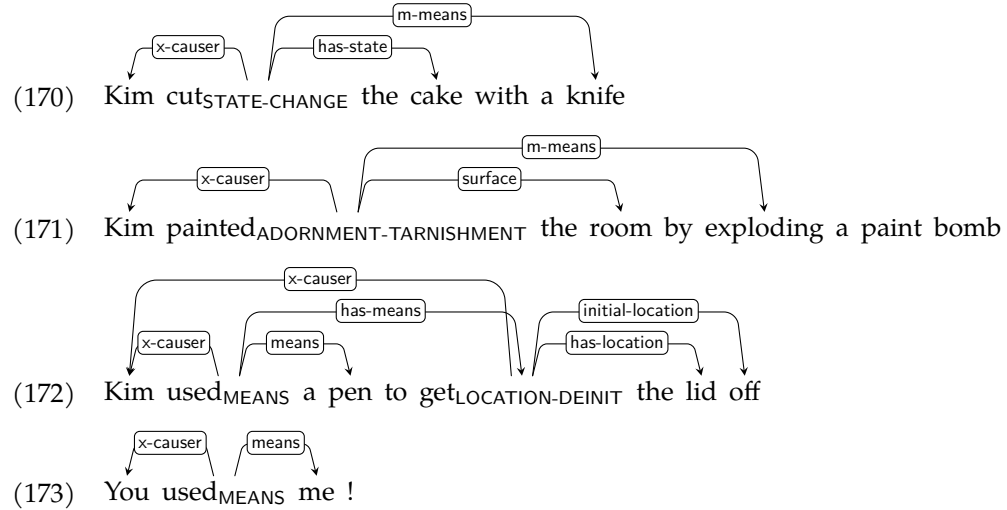 m-means
x-causer has-state
(170) Kim cutSTATE-CHANGE the cake with a knife
m-means
x-causer surface
(171) Kim paintedADORNMENT-TARNISHMENT the room by exploding a paint bomb
x-causer
has-means initial-location
x-causer means has-location
(172) Kim usedMEANS a pen to getLOCATION-DEINIT the lid off
x-causer means
(173) You usedMEANS me !